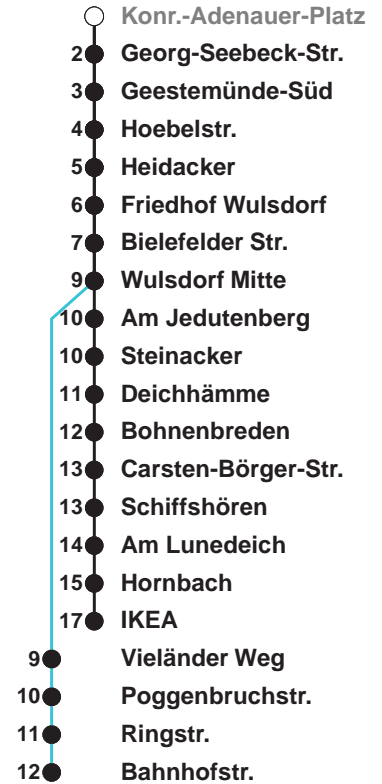 Konr.-Adenauer-Platz
2 Georg-Seebeck-Str.
3 Geestemünde-Süd
4 Hoebelstr.
5 Heidacker
6 Friedhof Wulsdorf
7 Bielefelder Str.
9 Wulsdorf Mitte
10 Am Jedutenberg
10 Steinacker
11 Deichhämme
12 Bohnenbreden
13 Carsten-Börger-Str.
13 Schiffshören
14 Am Lunedeich
15 Hornbach
17 IKEA
9 Vieländer Weg
10 Poggenbruchstr.
11 Ringstr.
12 Bahnhofstr.